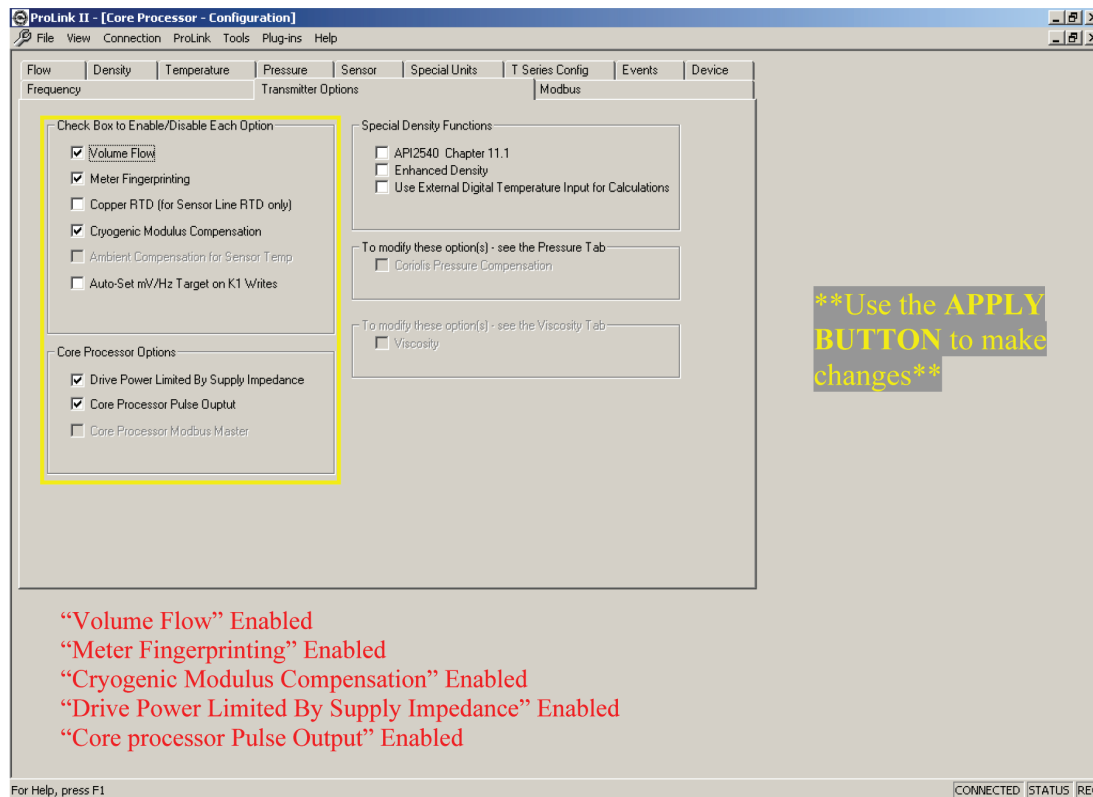 ProLink II - [Core Processor - Configuration]
File View Connection ProLink Tools Plug-ins Help
Flow Density Temperature Pressure Sensor Special Units T Series Config Events Device
Frequency Transmitter Options Modbus
Check Box to Enable/Disable Each Option
Volume Flow
Meter Fingerprinting
Copper RTD (for Sensor Line RTD only)
Cryogenic Modulus Compensation
Ambient Compensation for Sensor Temp
Auto-Set mV/Hz Target on K1 Writes
Core Processor Options
Drive Power Limited By Supply Impedance
Core Processor Pulse Ouptut
Core Processor Modbus Master
Special Density Functions
API2540 Chapter 11.1
Enhanced Density
Use External Digital Temperature Input for Calculations
To modify these option(s) - see the Pressure Tab
Coriolis Pressure Compensation
To modify these option(s) - see the Viscosity Tab
Viscosity
**Use the APPLY
BUTTON to make
changes**
“Volume Flow” Enabled
“Meter Fingerprinting” Enabled
“Cryogenic Modulus Compensation” Enabled
“Drive Power Limited By Supply Impedance” Enabled
“Core processor Pulse Output” Enabled
For Help, press F1
CONNECTED STATUS RE